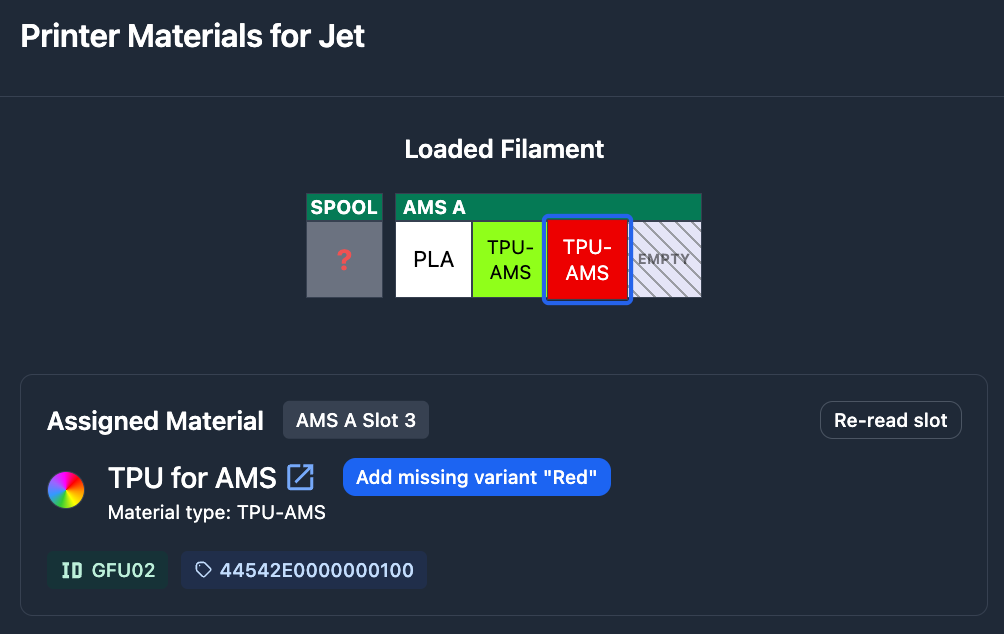 Printer Materials for Jet
Loaded Filament
SPOOL
AMS A
?
PLA
TPU-
AMS
TPU-
AMS
EMPTY
Assigned Material
AMS A Slot 3
Re-read slot
TPU for AMS
Add missing variant "Red"
Material type: TPU-AMS
ID GFU02
44542E0000000100